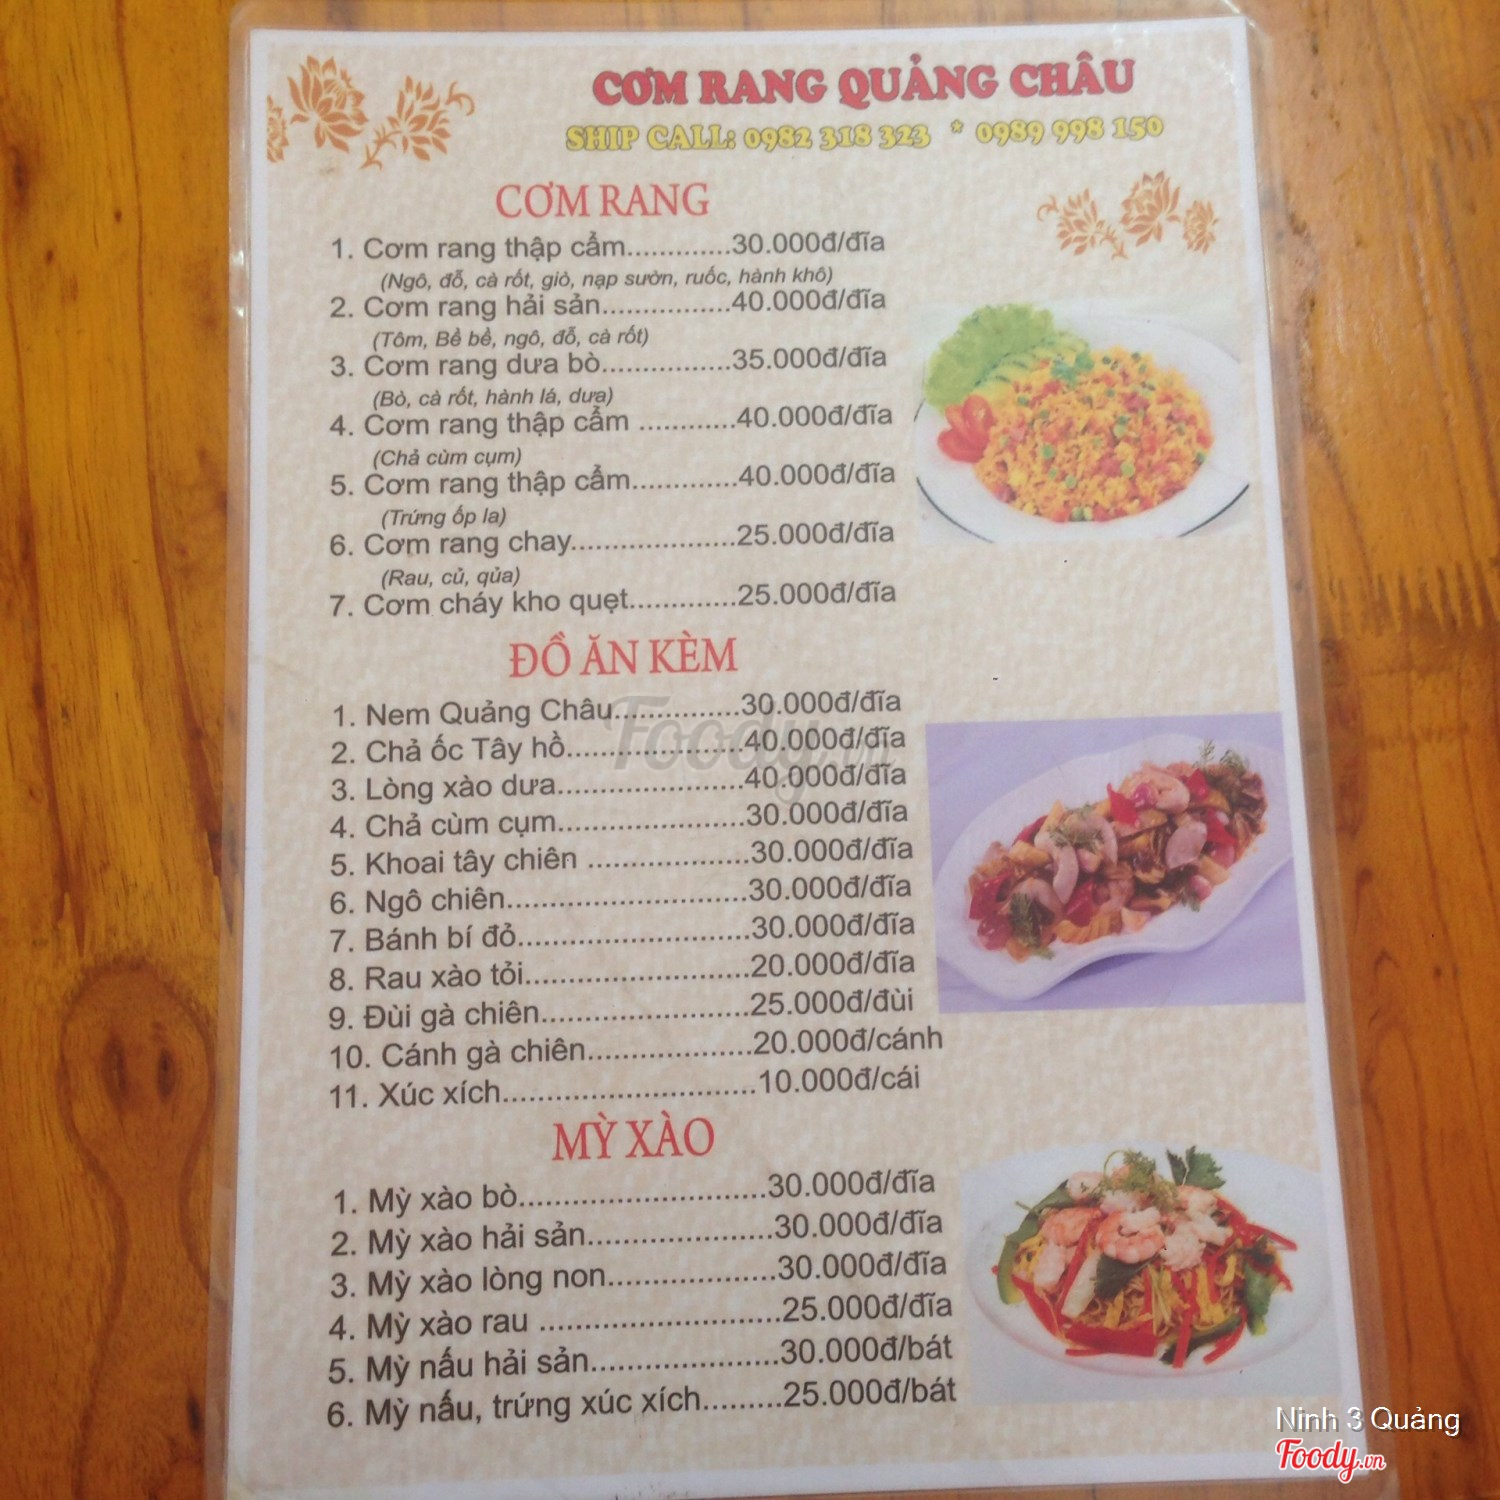 CƠM RANG QUẢNG CHÂU
SHIP CALL: 0982 318 323 * 0989 998 150
CƠM RANG
1. Cơm rang thập cẩm.............30.000đ/đĩa
(Ngô, đỗ, cà rốt, giò, nạp sườn, ruốc, hành khô)
2. Cơm rang hải sản................40.000đ/đĩa
(Tôm, Bề bề, ngô, đỗ, cà rốt)
3. Cơm rang dưa bò................35.000đ/đĩa
(Bò, cà rốt, hành lá, dưa)
4. Cơm rang thập cẩm ............40.000đ/đĩa
(Chả cùm cụm)
5. Cơm rang thập cẩm.............40.000đ/đĩa
(Trứng ốp la)
6. Cơm rang chay.....................25.000đ/đĩa
(Rau, củ, qủa)
7. Cơm cháy kho quẹt.............25.000đ/đĩa
ĐỒ ĂN KÈM
1. Nem Quảng Châu................30.000đ/đĩa
2. Chả ốc Tây hồ......................40.000đ/đĩa
3. Lòng xào dưa.......................40.000đ/đĩa
4. Chả cùm cụm.......................30.000đ/đĩa
5. Khoai tây chiên ....................30.000đ/đĩa
6. Ngô chiên..............................30.000đ/đĩa
7. Bánh bí đỏ.............................30.000đ/đĩa
8. Rau xào tỏi............................20.000đ/đĩa
9. Đùi gà chiên..........................25.000đ/đùi
10. Cánh gà chiên....................20.000đ/cánh
11. Xúc xích...............................10.000đ/cái
MỲ XÀO
1. Mỳ xào bò.............................30.000đ/đĩa
2. Mỳ xào hải sản.....................30.000đ/đĩa
3. Mỳ xào lòng non...................30.000đ/đĩa
4. Mỳ xào rau ...........................25.000đ/đĩa
5. Mỳ nấu hải sản.....................30.000đ/bát
6. Mỳ nấu, trứng xúc xích.........25.000đ/bát
Foody.vn
Ninh 3 Quảng
Foody.vn